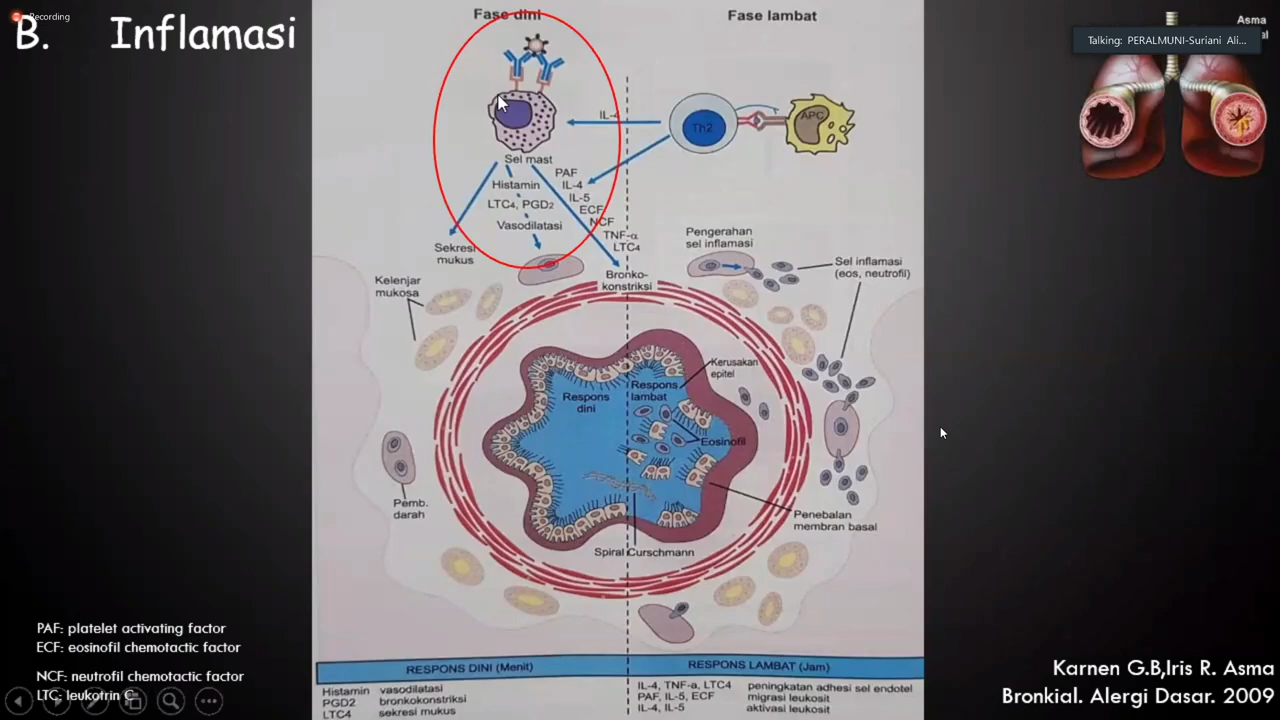 Recording
B. Inflamasi
Fase dini
Fase lambat
Asma
Talking: PERALMUNI-Suriani Ali...
IL-4
Th2
APC
Sel mast
Histamin
LTC4, PGD2
Vasodilatasi
PAF
IL-4
IL-5
ECF
NCF
TNF-α
LTC4
Sekresi
mukus
Bronko-
konstriksi
Pengerahan
sel inflamasi
Sel inflamasi
(eos, neutrofil)
Kelenjar
mukosa
Kerusakan
epitel
Respons
dini
Respons
lambat
Eosinofil
Pemb.
darah
Penebalan
membran basal
Spiral Curschmann
PAF: platelet activating factor
ECF: eosinofil chemotactic factor
NCF: neutrofil chemotactic factor
LTC: leukotrin C
RESPONS DINI (Menit)
RESPONS LAMBAT (Jam)
Histamin vasodilatasi
PGD2 bronkokonstriksi
LTC4 sekresi mukus
IL-4, TNF-a, LTC4 peningkatan adhesi sel endotel
PAF, IL-5, ECF migrasi leukosit
IL-4, IL-5 aktivasi leukosit
Karnen G.B,Iris R. Asma
Bronkial. Alergi Dasar. 2009